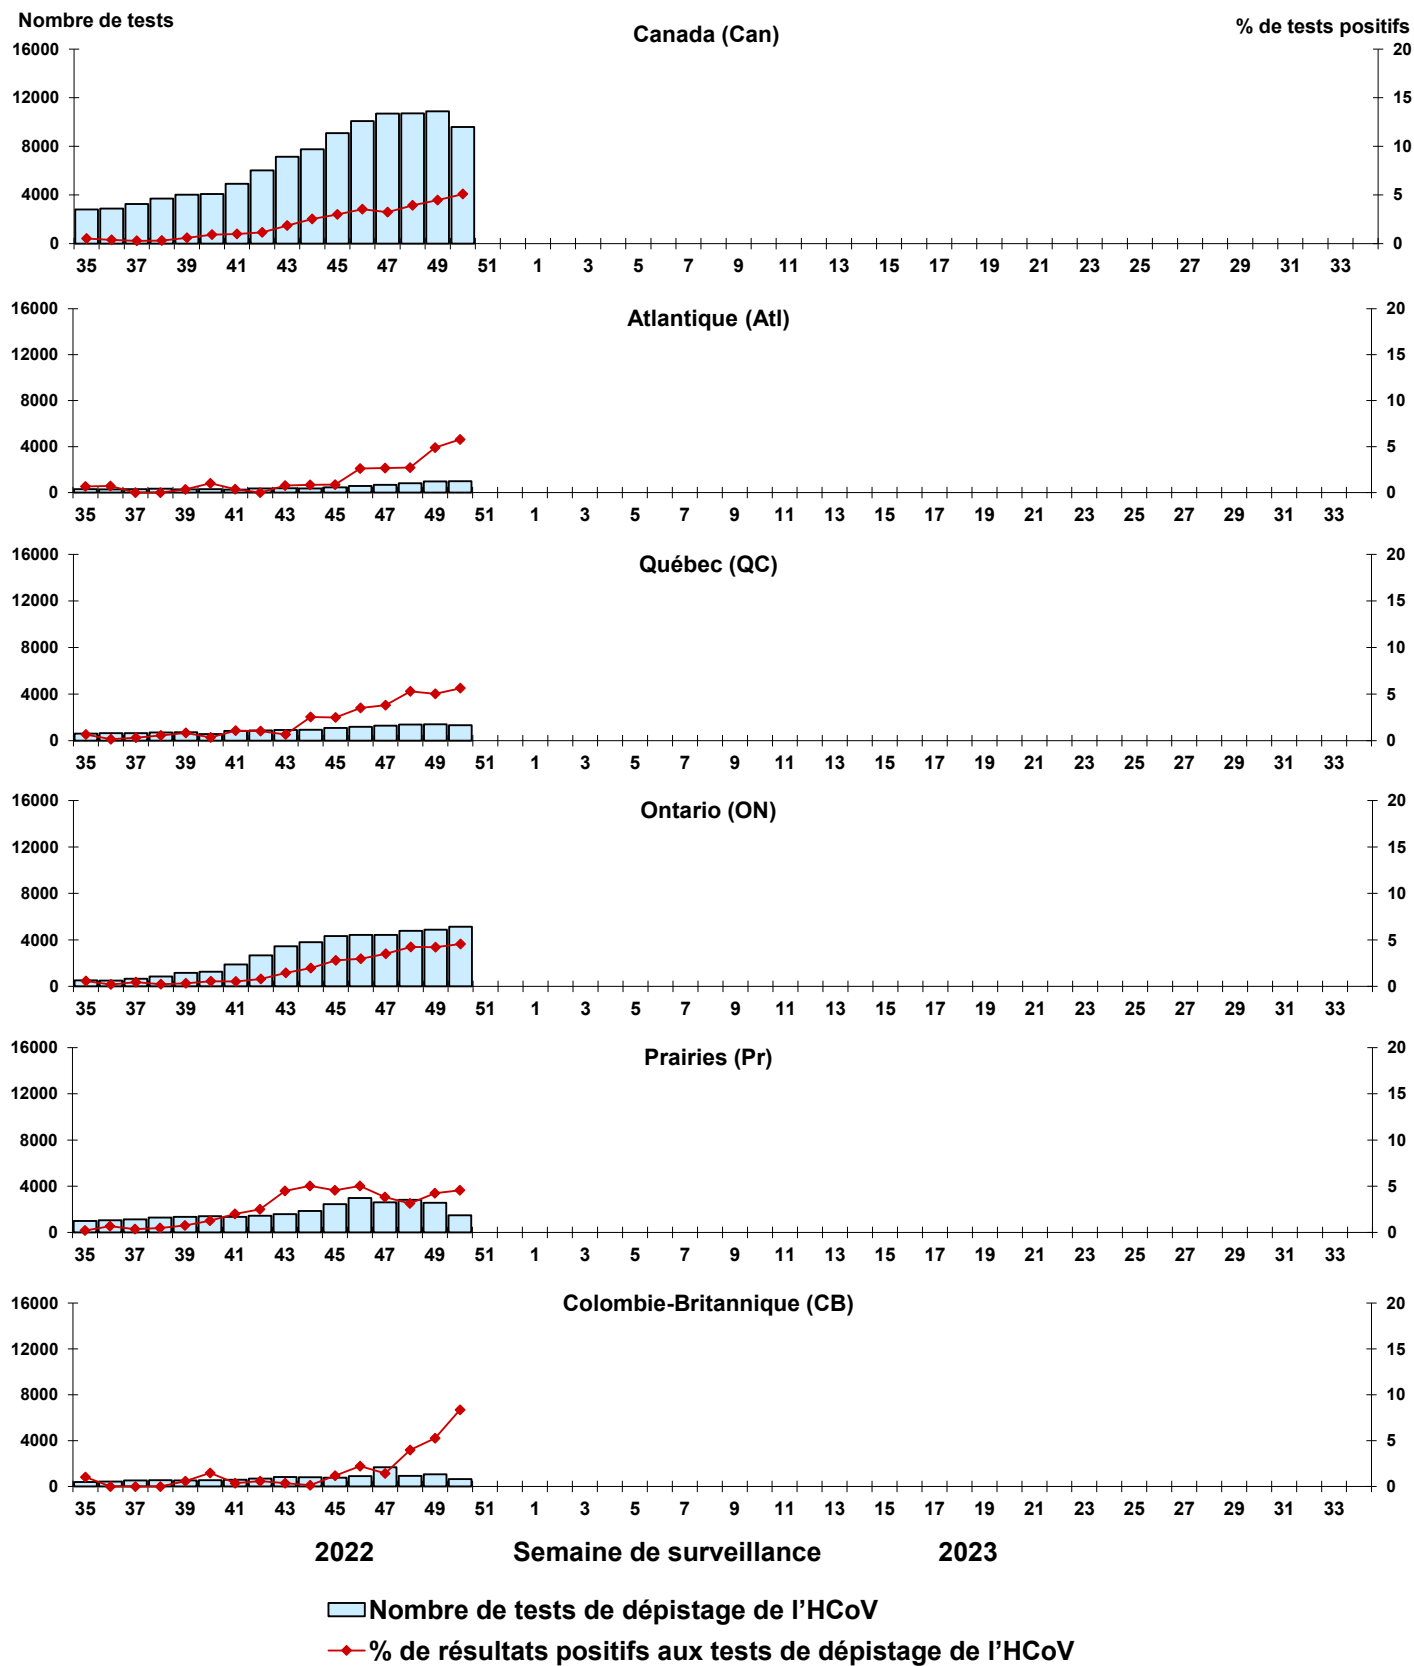 Nombre de tests
Canada (Can)
% de tests positifs
16000 20
12000 15
8000 10
4000 5
0 0
35 37 39 41 43 45 47 49 51 1 3 5 7 9 11 13 15 17 19 21 23 25 27 29 31 33
Atlantique (Atl)
16000 20
12000 15
8000 10
4000 5
0 0
35 37 39 41 43 45 47 49 51 1 3 5 7 9 11 13 15 17 19 21 23 25 27 29 31 33
Québec (QC)
16000 20
12000 15
8000 10
4000 5
0 0
35 37 39 41 43 45 47 49 51 1 3 5 7 9 11 13 15 17 19 21 23 25 27 29 31 33
Ontario (ON)
16000 20
12000 15
8000 10
4000 5
0 0
35 37 39 41 43 45 47 49 51 1 3 5 7 9 11 13 15 17 19 21 23 25 27 29 31 33
Prairies (Pr)
16000 20
12000 15
8000 10
4000 5
0 0
35 37 39 41 43 45 47 49 51 1 3 5 7 9 11 13 15 17 19 21 23 25 27 29 31 33
Colombie-Britannique (CB)
16000 20
12000 15
8000 10
4000 5
0 0
35 37 39 41 43 45 47 49 51 1 3 5 7 9 11 13 15 17 19 21 23 25 27 29 31 33
2022 Semaine de surveillance 2023
Nombre de tests de dépistage de l’HCoV
% de résultats positifs aux tests de dépistage de l’HCoV